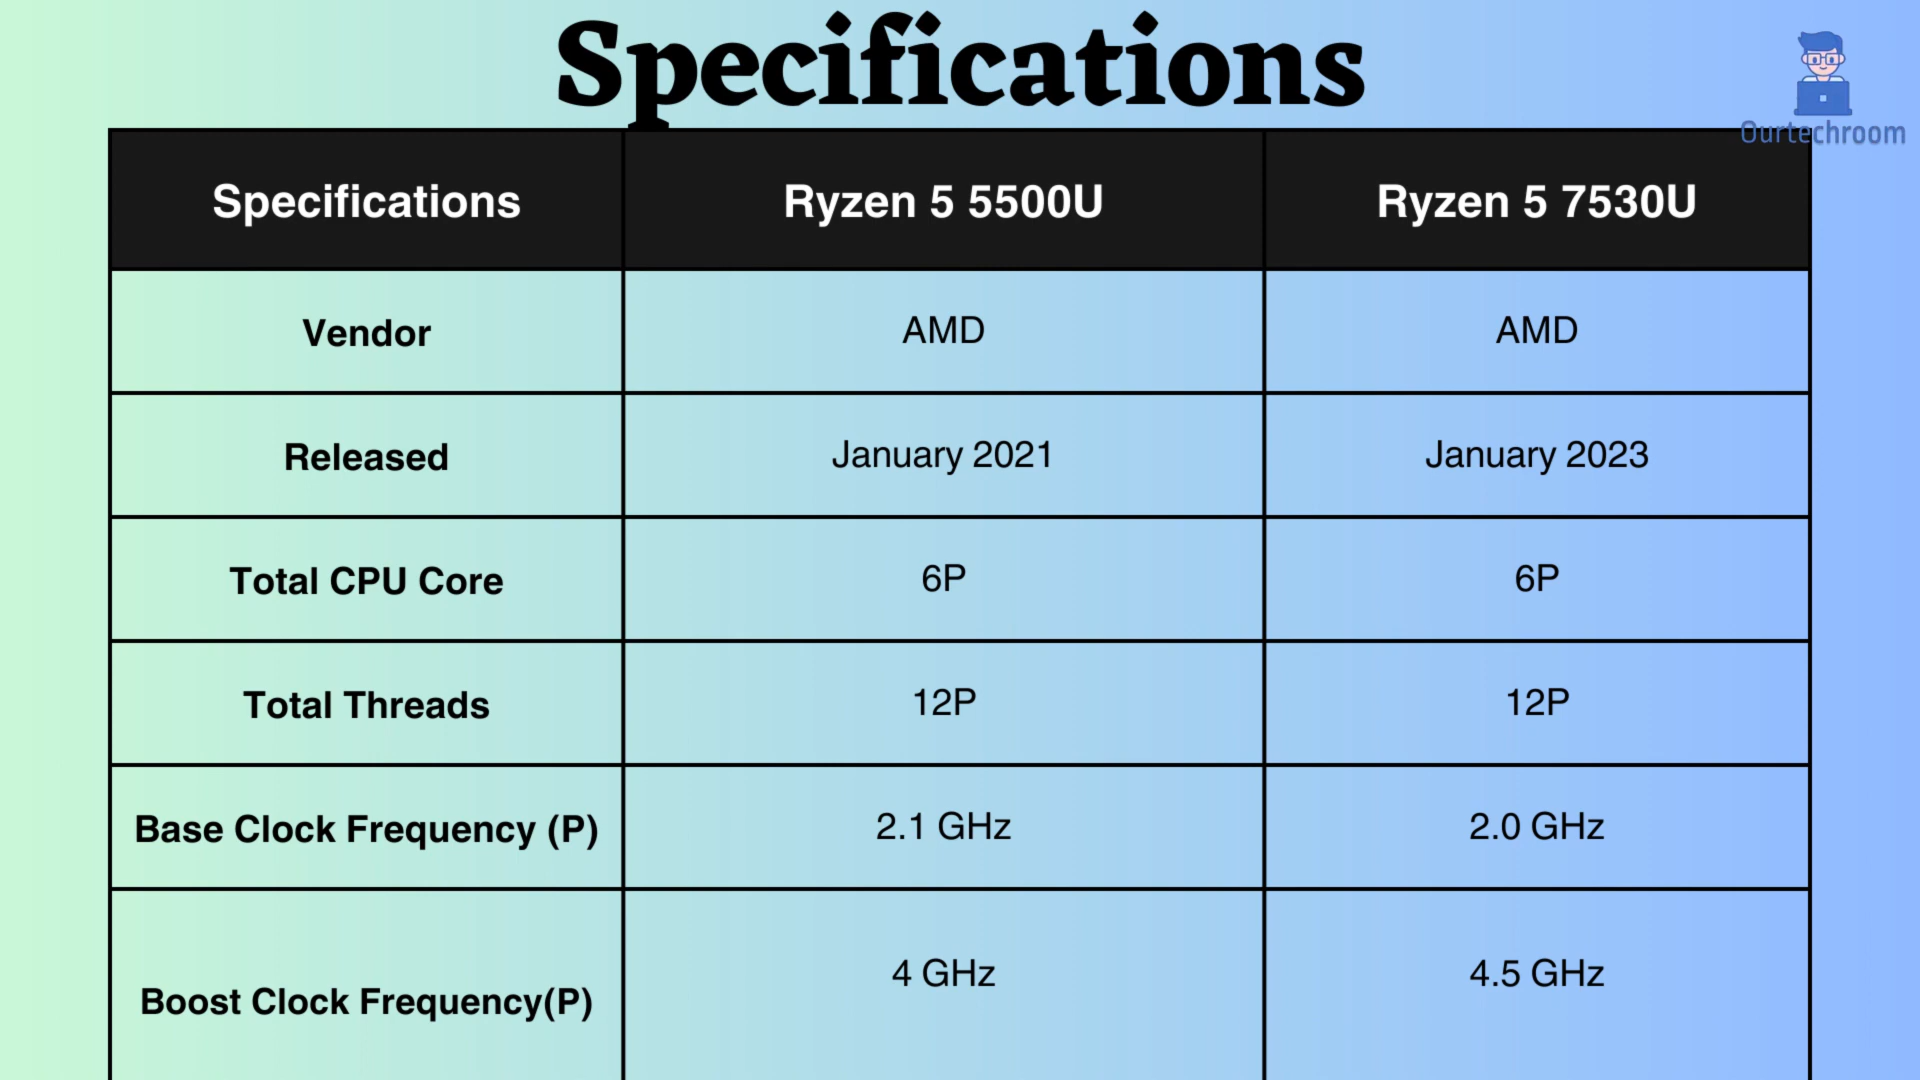 Specifications
Ourtechroom
Specifications Ryzen 5 5500U Ryzen 5 7530U
Vendor AMD AMD
Released January 2021 January 2023
Total CPU Core 6P 6P
Total Threads 12P 12P
Base Clock Frequency (P) 2.1 GHz 2.0 GHz
Boost Clock Frequency(P) 4 GHz 4.5 GHz